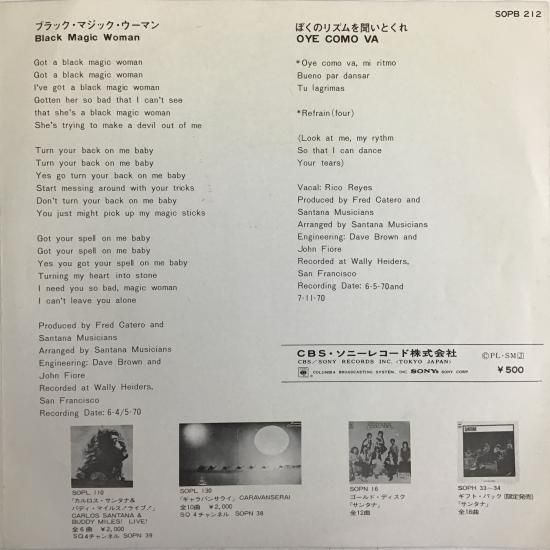 SOPB 212
ブラック・マジック・ウーマン
Black Magic Woman
Got a black magic woman
Got a black magic woman
I've got a black magic woman
Gotten her so bad that I can't see
that she's a black magic woman
She's trying to make a devil out of me
Turn your back on me baby
Turn your back on me baby
Yes go turn your back on me baby
Start messing around with your tricks
Don't turn your back on me baby
You just might pick up my magic sticks
Got your spell on me baby
Got your spell on me baby
Yes you got your spell on me baby
Turning my heart into stone
I need you so bad, magic woman
I can't leave you alone
Produced by Fred Catero and
Santana Musicians
Arranged by Santana Musicians
Engineering: Dave Brown and
John Fiore
Recorded at Wally Heiders,
San Francisco
Recording Date: 6-4/5-70
ぼくのリズムを聞いとくれ
OYE COMO VA
*Oye como va, mi ritmo
Bueno par dansar
Tu lagrimas
*Refrain(four)
(Look at me, my rythm
So that I can dance
Your tears)
Vacal: Rico Reyes
Produced by Fred Catero and
Santana Musicians
Arranged by Santana Musicians
Engineering: Dave Brown and
John Fiore
Recorded at Wally Heiders,
San Francisco
Recording Date: 6-5-70and
7-11-70
CBS・ソニーレコード株式会社
CBS/SONY RECORDS INC. (TOKYO JAPAN)
COLUMBIA BROADCASTING SYSTEM, INC. SONY: SONY CORP.
Ⓒ PL-SM
¥500
SOPL 110
「カルロス・サンタナ&
バディ・マイルス!ライブ!」
CARLOS SANTANA &
BUDDY MILES! LIVE!
全6曲 ¥2,000
SQ4チャンネル SOPN 39
SOPL 130
「キャラバンサライ」CARAVANSERAI
全10曲 ¥2,000
SQ4チャンネル SOPN 38
SANTANA
SOPN 16
ゴールド・ディスク
「サンタナ」
全12曲
SANTANA
SOPH 33-34
ギフト・パック(限定発売)
「サンタナ」
全18曲